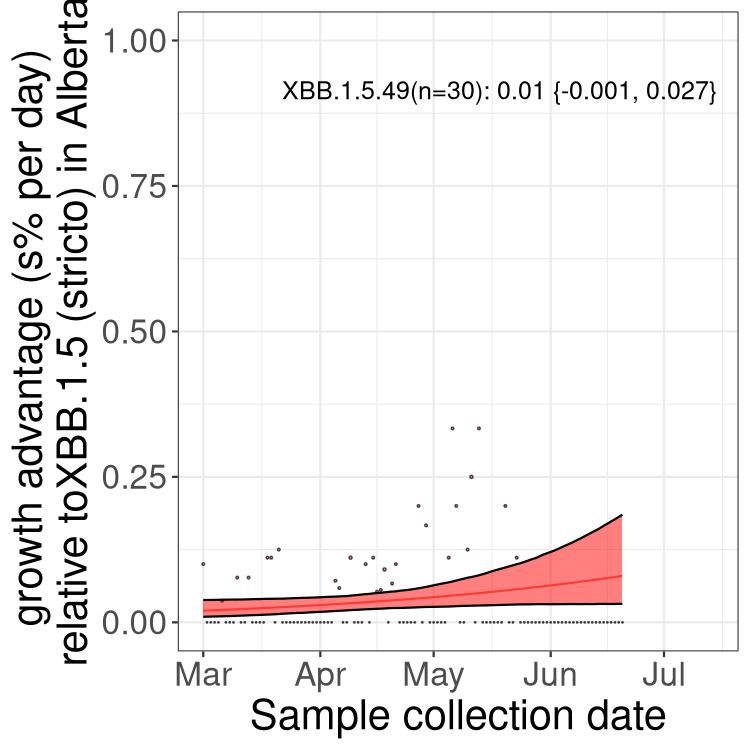 growth advantage (s% per day)
relative toXBB.1.5 (stricto) in Alberta
1.00
0.75
0.50
0.25
0.00
XBB.1.5.49(n=30): 0.01 {-0.001, 0.027}
Mar Apr May Jun Jul
Sample collection date